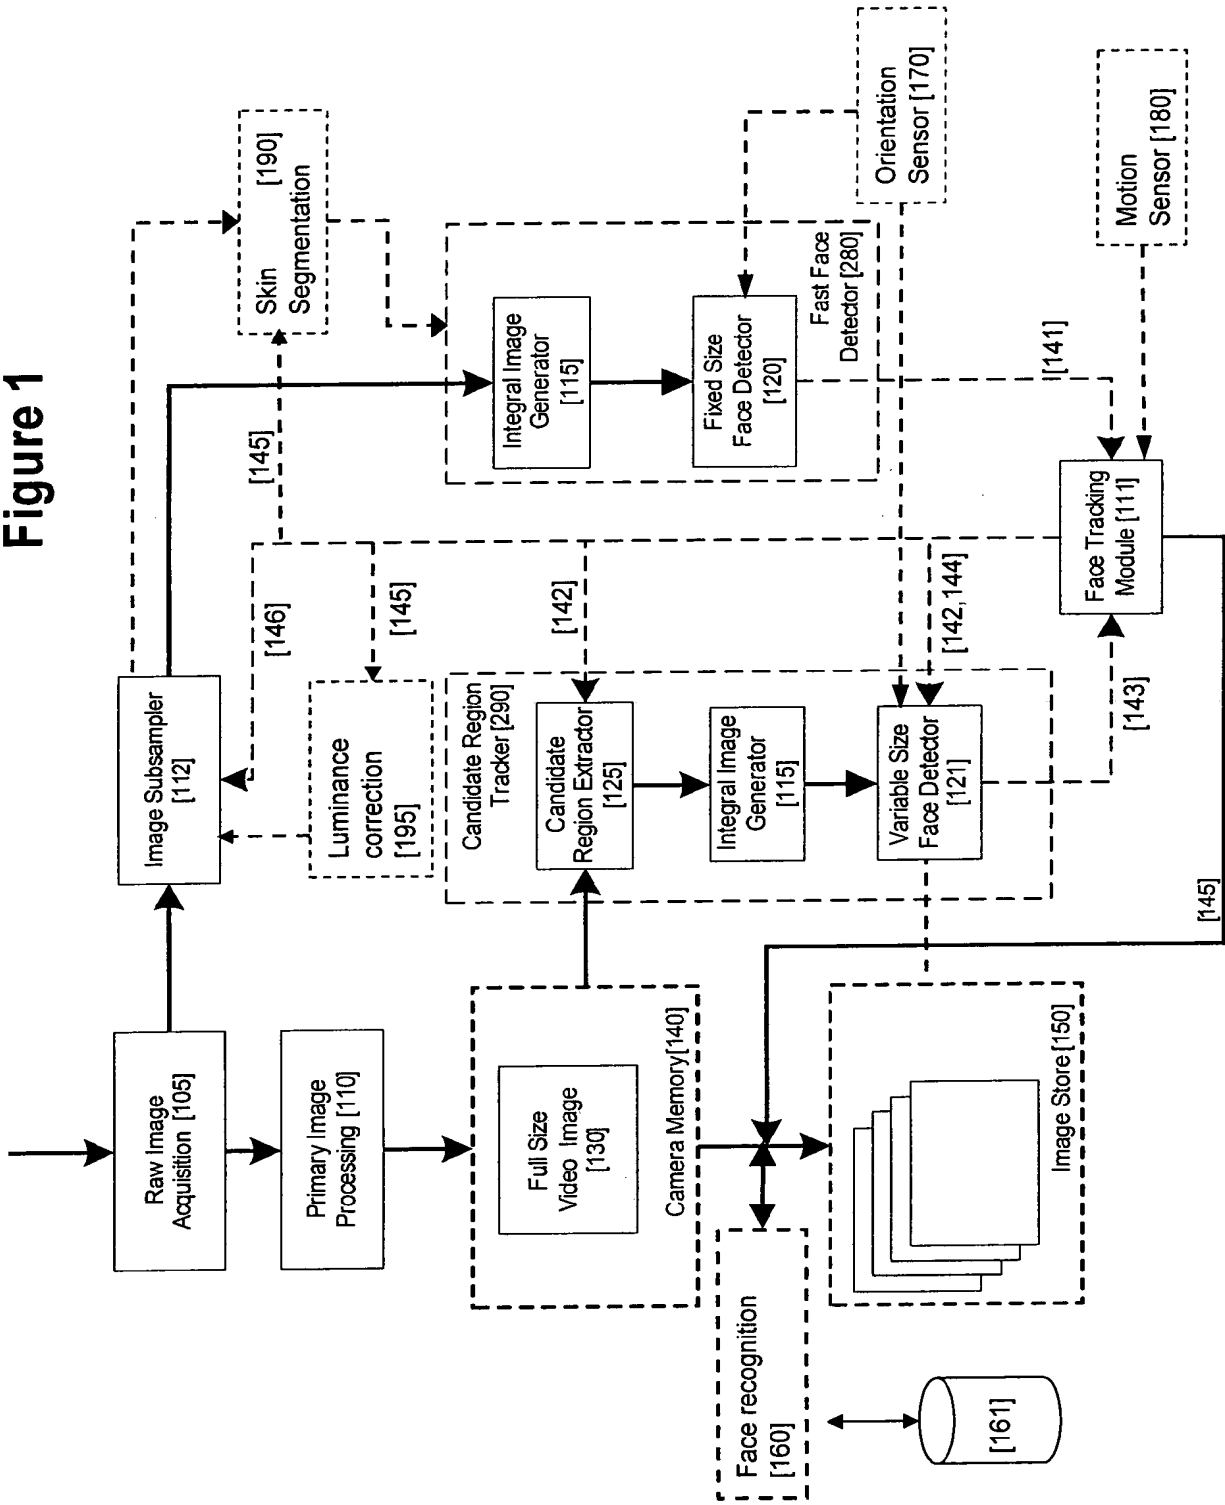 Figure 1
Raw Image
Acquisition [105]
Primary Image
Processing [110]
Full Size
Video Image
[130]
Camera Memory[140]
Face recognition
[160]
[161]
Image Store [150]
Image Subsampler
[112]
Luminance
correction
[195]
[146]
[145]
[145]
Skin [190]
Segmentation
Candidate Region
Tracker [290]
Candidate
Region Extractor
[125]
[142]
Integral Image
Generator
[115]
Variable Size
Face Detector
[121]
[142,144]
[143]
[145]
Integral Image
Generator
[115]
Fixed Size
Face Detector
[120]
Fast Face
Detector [280]
[141]
Face Tracking
Module [111]
Orientation
Sensor [170]
Motion
Sensor [180]